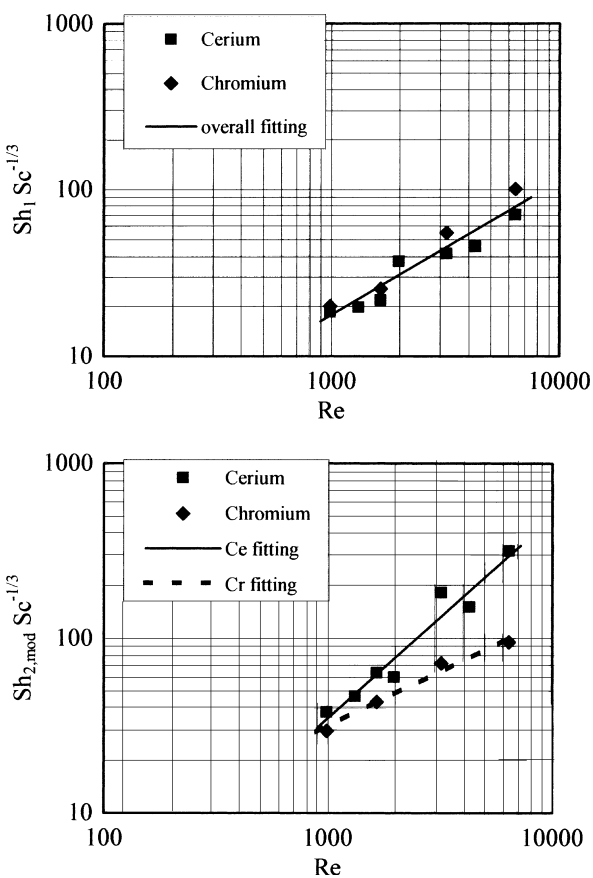 1000
Cerium
Chromium
overall fitting
Sh1 Sc-1/3
100
10
100
1000
10000
Re
1000
Cerium
Chromium
Ce fitting
Cr fitting
Sh2,mod Sc-1/3
100
10
100
1000
10000
Re